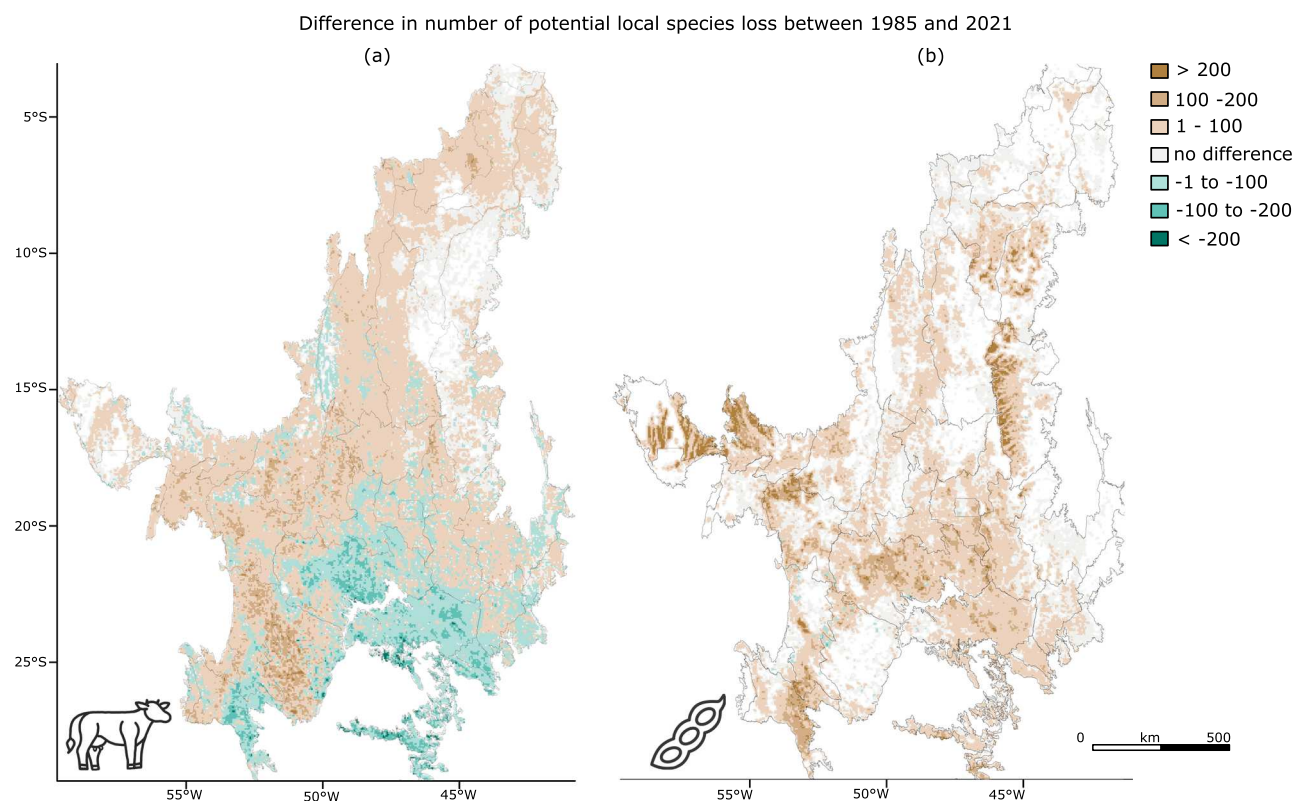 Difference in number of potential local species loss between 1985 and 2021
(a)
(b)
> 200
100 -200
1 - 100
no difference
-1 to -100
-100 to -200
< -200
5°S
10°S
15°S
20°S
25°S
0 km 500
55°W 50°W 45°W
55°W 50°W 45°W